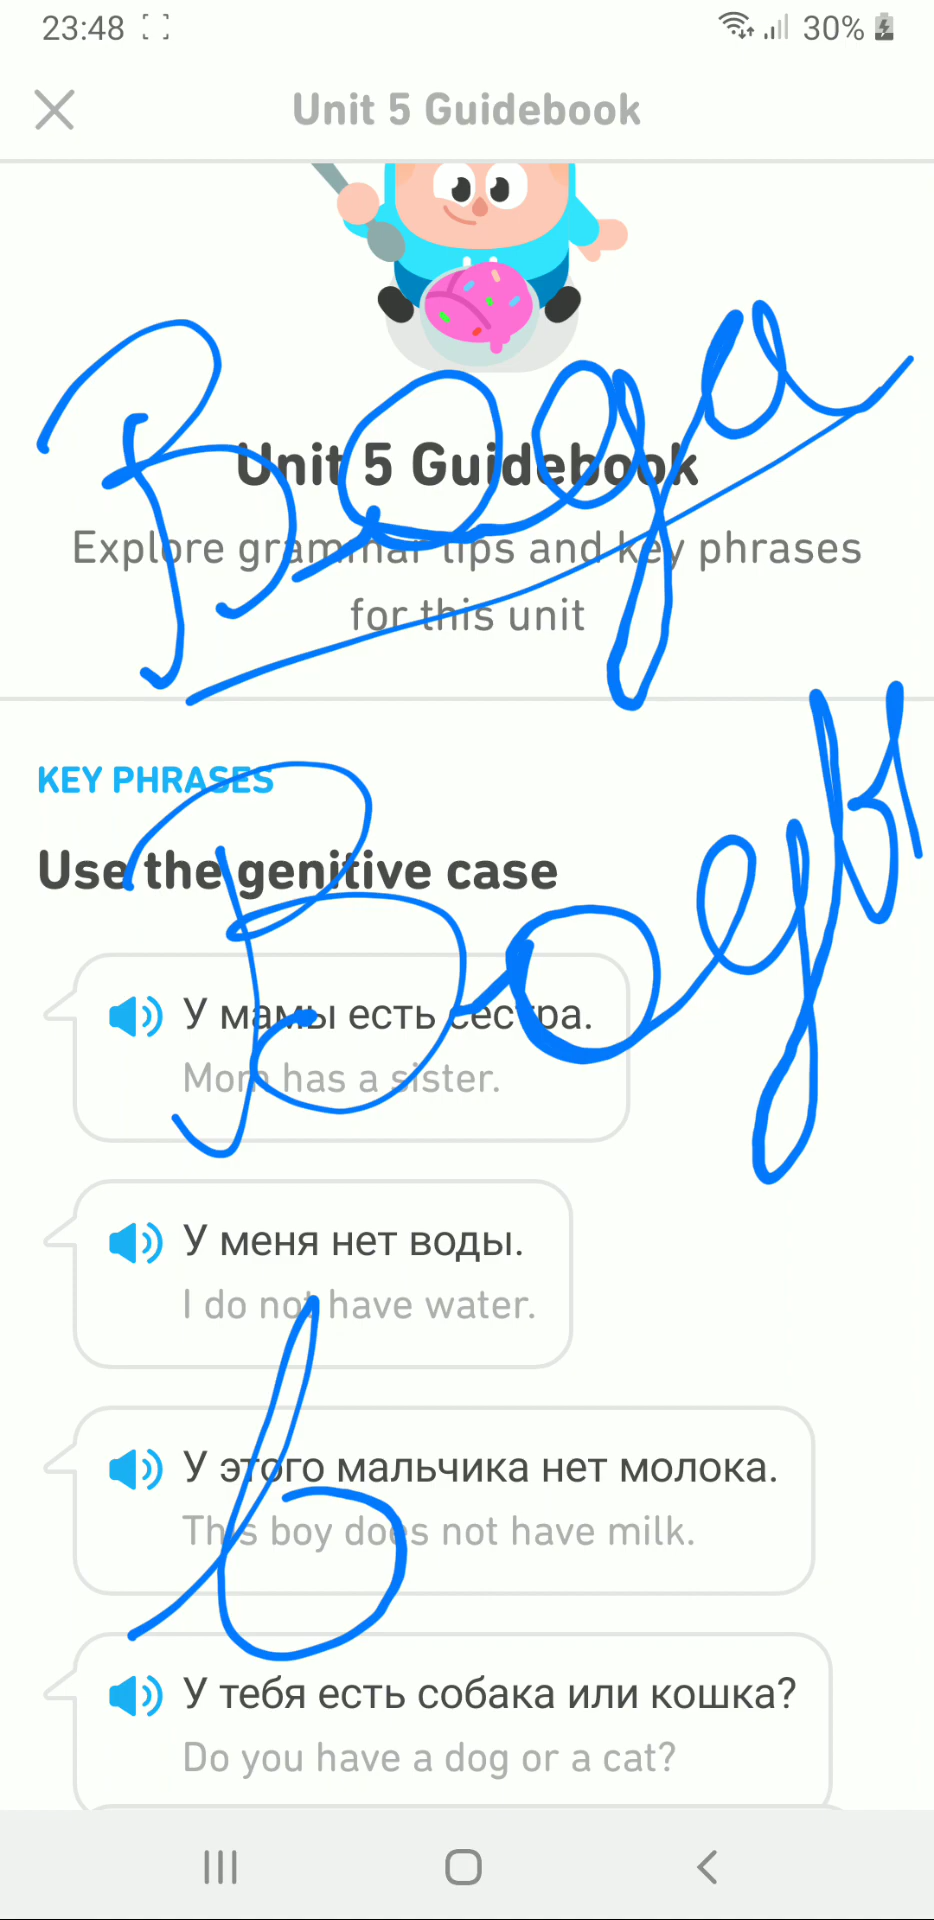 23:48
30%
Unit 5 Guidebook
Unit 5 Guidebook
Explore grammar tips and key phrases
for this unit
Вода
KEY PHRASES
Use the genitive case
Воды
У мамы есть сестра.
Mom has a sister.
У меня нет воды.
I do not have water.
У этого мальчика нет молока.
This boy does not have milk.
У тебя есть собака или кошка?
Do you have a dog or a cat?